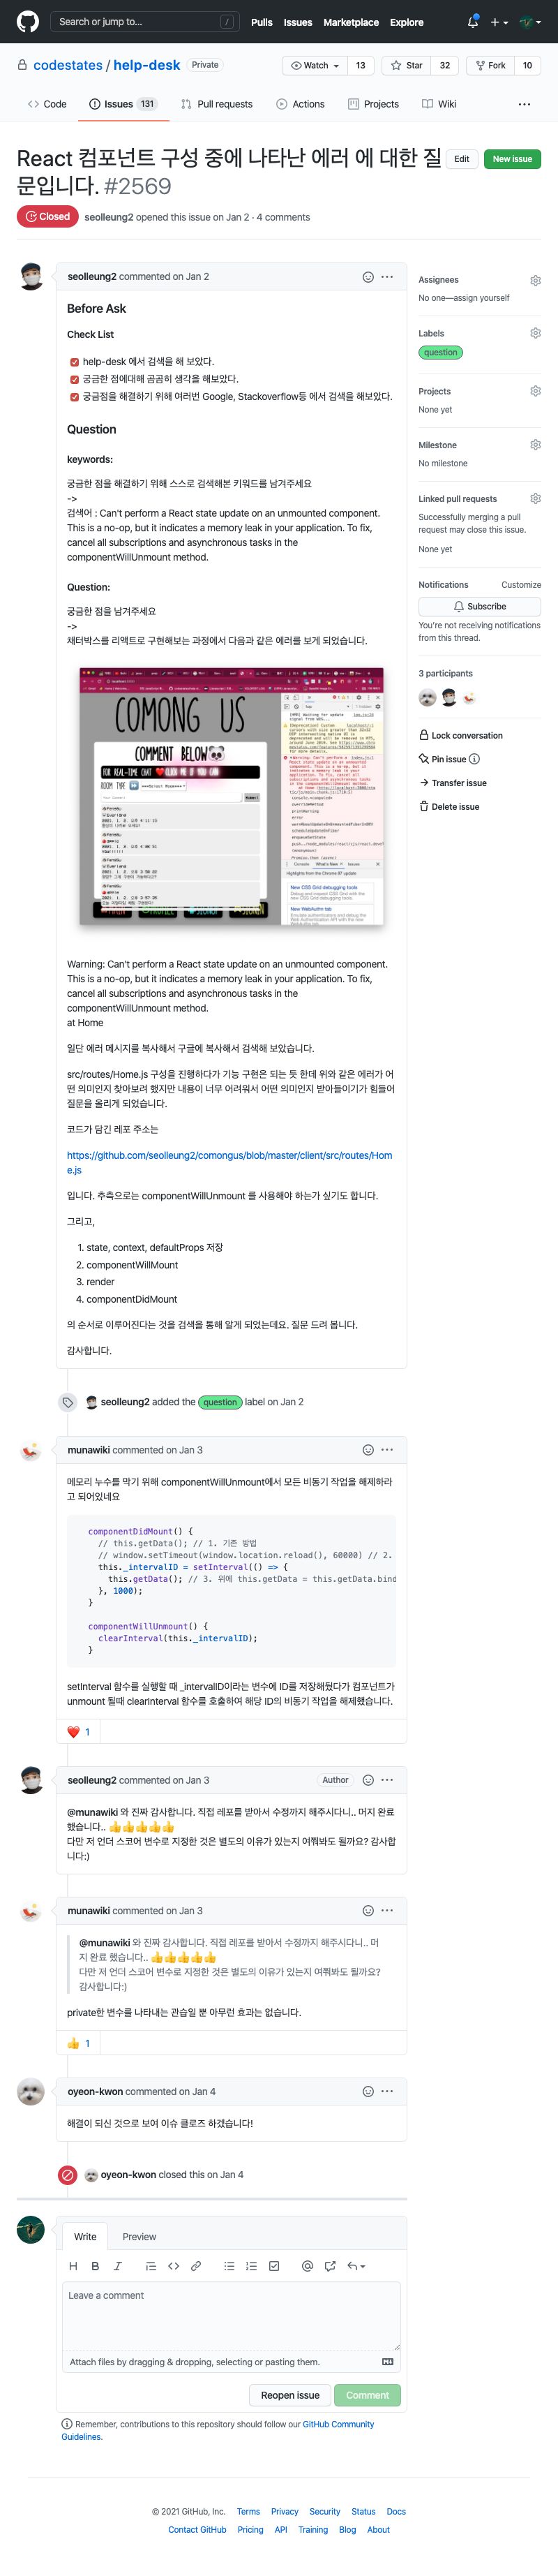 Search or jump to... /
Pulls Issues Marketplace Explore
codestates / help-desk Private
Watch 13 Star 32 Fork 10
Code Issues 131 Pull requests Actions Projects Wiki
React 컴포넌트 구성 중에 나타난 에러 에 대한 질
문입니다. #2569
Edit New issue
Closed seolleung2 opened this issue on Jan 2 · 4 comments
seolleung2 commented on Jan 2
Before Ask
Check List
help-desk 에서 검색을 해 보았다.
궁금한 점에대해 곰곰히 생각을 해보았다.
궁금점을 해결하기 위해 여러번 Google, Stackoverflow등 에서 검색을 해보았다.
Question
keywords:
궁금한 점을 해결하기 위해 스스로 검색해본 키워드를 남겨주세요
->
검색어 : Can't perform a React state update on an unmounted component.
This is a no-op, but it indicates a memory leak in your application. To fix,
cancel all subscriptions and asynchronous tasks in the
componentWillUnmount method.
Question:
궁금한 점을 남겨주세요
->
채터박스를 리액트로 구현해보는 과정에서 다음과 같은 에러를 보게 되었습니다.
COMONG US
COMMENT BELOW
FOR REAL-TIME CHAT CLICK ME IF YOU CAN
ROOM TYPE
Console What's New
Highlights from the Chrome 87 update
New CSS Grid debugging tools
New WebAuthn tab
Warning: Can't perform a React state update on an unmounted component.
This is a no-op, but it indicates a memory leak in your application. To fix,
cancel all subscriptions and asynchronous tasks in the
componentWillUnmount method.
at Home
일단 에러 메시지를 복사해서 구글에 복사해서 검색해 보았습니다.
src/routes/Home.js 구성을 진행하다가 기능 구현은 되는 듯 한데 위와 같은 에러가 어
떤 의미인지 찾아보려 했지만 내용이 너무 어려워서 어떤 의미인지 받아들이기가 힘들어
질문을 올리게 되었습니다.
코드가 담긴 레포 주소는
https://github.com/seolleung2/comongus/blob/master/client/src/routes/Hom
e.js
입니다. 추측으로는 componentWillUnmount 를 사용해야 하는가 싶기도 합니다.
그리고,
1. state, context, defaultProps 저장
2. componentWillMount
3. render
4. componentDidMount
의 순서로 이루어진다는 것을 검색을 통해 알게 되었는데요. 질문 드려 봅니다.
감사합니다.
seolleung2 added the question label on Jan 2
munawiki commented on Jan 3
메모리 누수를 막기 위해 componentWillUnmount에서 모든 비동기 작업을 해제하라
고 되어있네요
componentDidMount() {
// this.getData(); // 1. 기존 방법
// window.setTimeout(window.location.reload(), 60000) // 2.
this._intervalID = setInterval(() => {
this.getData(); // 3. 위에 this.getData = this.getData.bind
}, 1000);
}
componentWillUnmount() {
clearInterval(this._intervalID);
}
setInterval 함수를 실행할 때 _intervalID이라는 변수에 ID를 저장해뒀다가 컴포넌트가
unmount 될때 clearInterval 함수를 호출하여 해당 ID의 비동기 작업을 해제했습니다.
❤️ 1
seolleung2 commented on Jan 3 Author
@munawiki 와 진짜 감사합니다. 직접 레포를 받아서 수정까지 해주시다니.. 머지 완료
했습니다.. 👍👍👍👍👍
다만 저 언더 스코어 변수로 지정한 것은 별도의 이유가 있는지 여쭤봐도 될까요? 감사합
니다:)
munawiki commented on Jan 3
@munawiki 와 진짜 감사합니다. 직접 레포를 받아서 수정까지 해주시다니.. 머
지 완료 했습니다.. 👍👍👍👍👍
다만 저 언더 스코어 변수로 지정한 것은 별도의 이유가 있는지 여쭤봐도 될까요?
감사합니다:)
private한 변수를 나타내는 관습일 뿐 아무런 효과는 없습니다.
👍 1
oyeon-kwon commented on Jan 4
해결이 되신 것으로 보여 이슈 클로즈 하겠습니다!
oyeon-kwon closed this on Jan 4
Write Preview
Leave a comment
Attach files by dragging & dropping, selecting or pasting them.
Reopen issue Comment
Remember, contributions to this repository should follow our GitHub Community
Guidelines.
Assignees
No one—assign yourself
Labels
question
Projects
None yet
Milestone
No milestone
Linked pull requests
Successfully merging a pull
request may close this issue.
None yet
Notifications Customize
Subscribe
You're not receiving notifications
from this thread.
3 participants
Lock conversation
Pin issue
Transfer issue
Delete issue
© 2021 GitHub, Inc. Terms Privacy Security Status Docs
Contact GitHub Pricing API Training Blog About